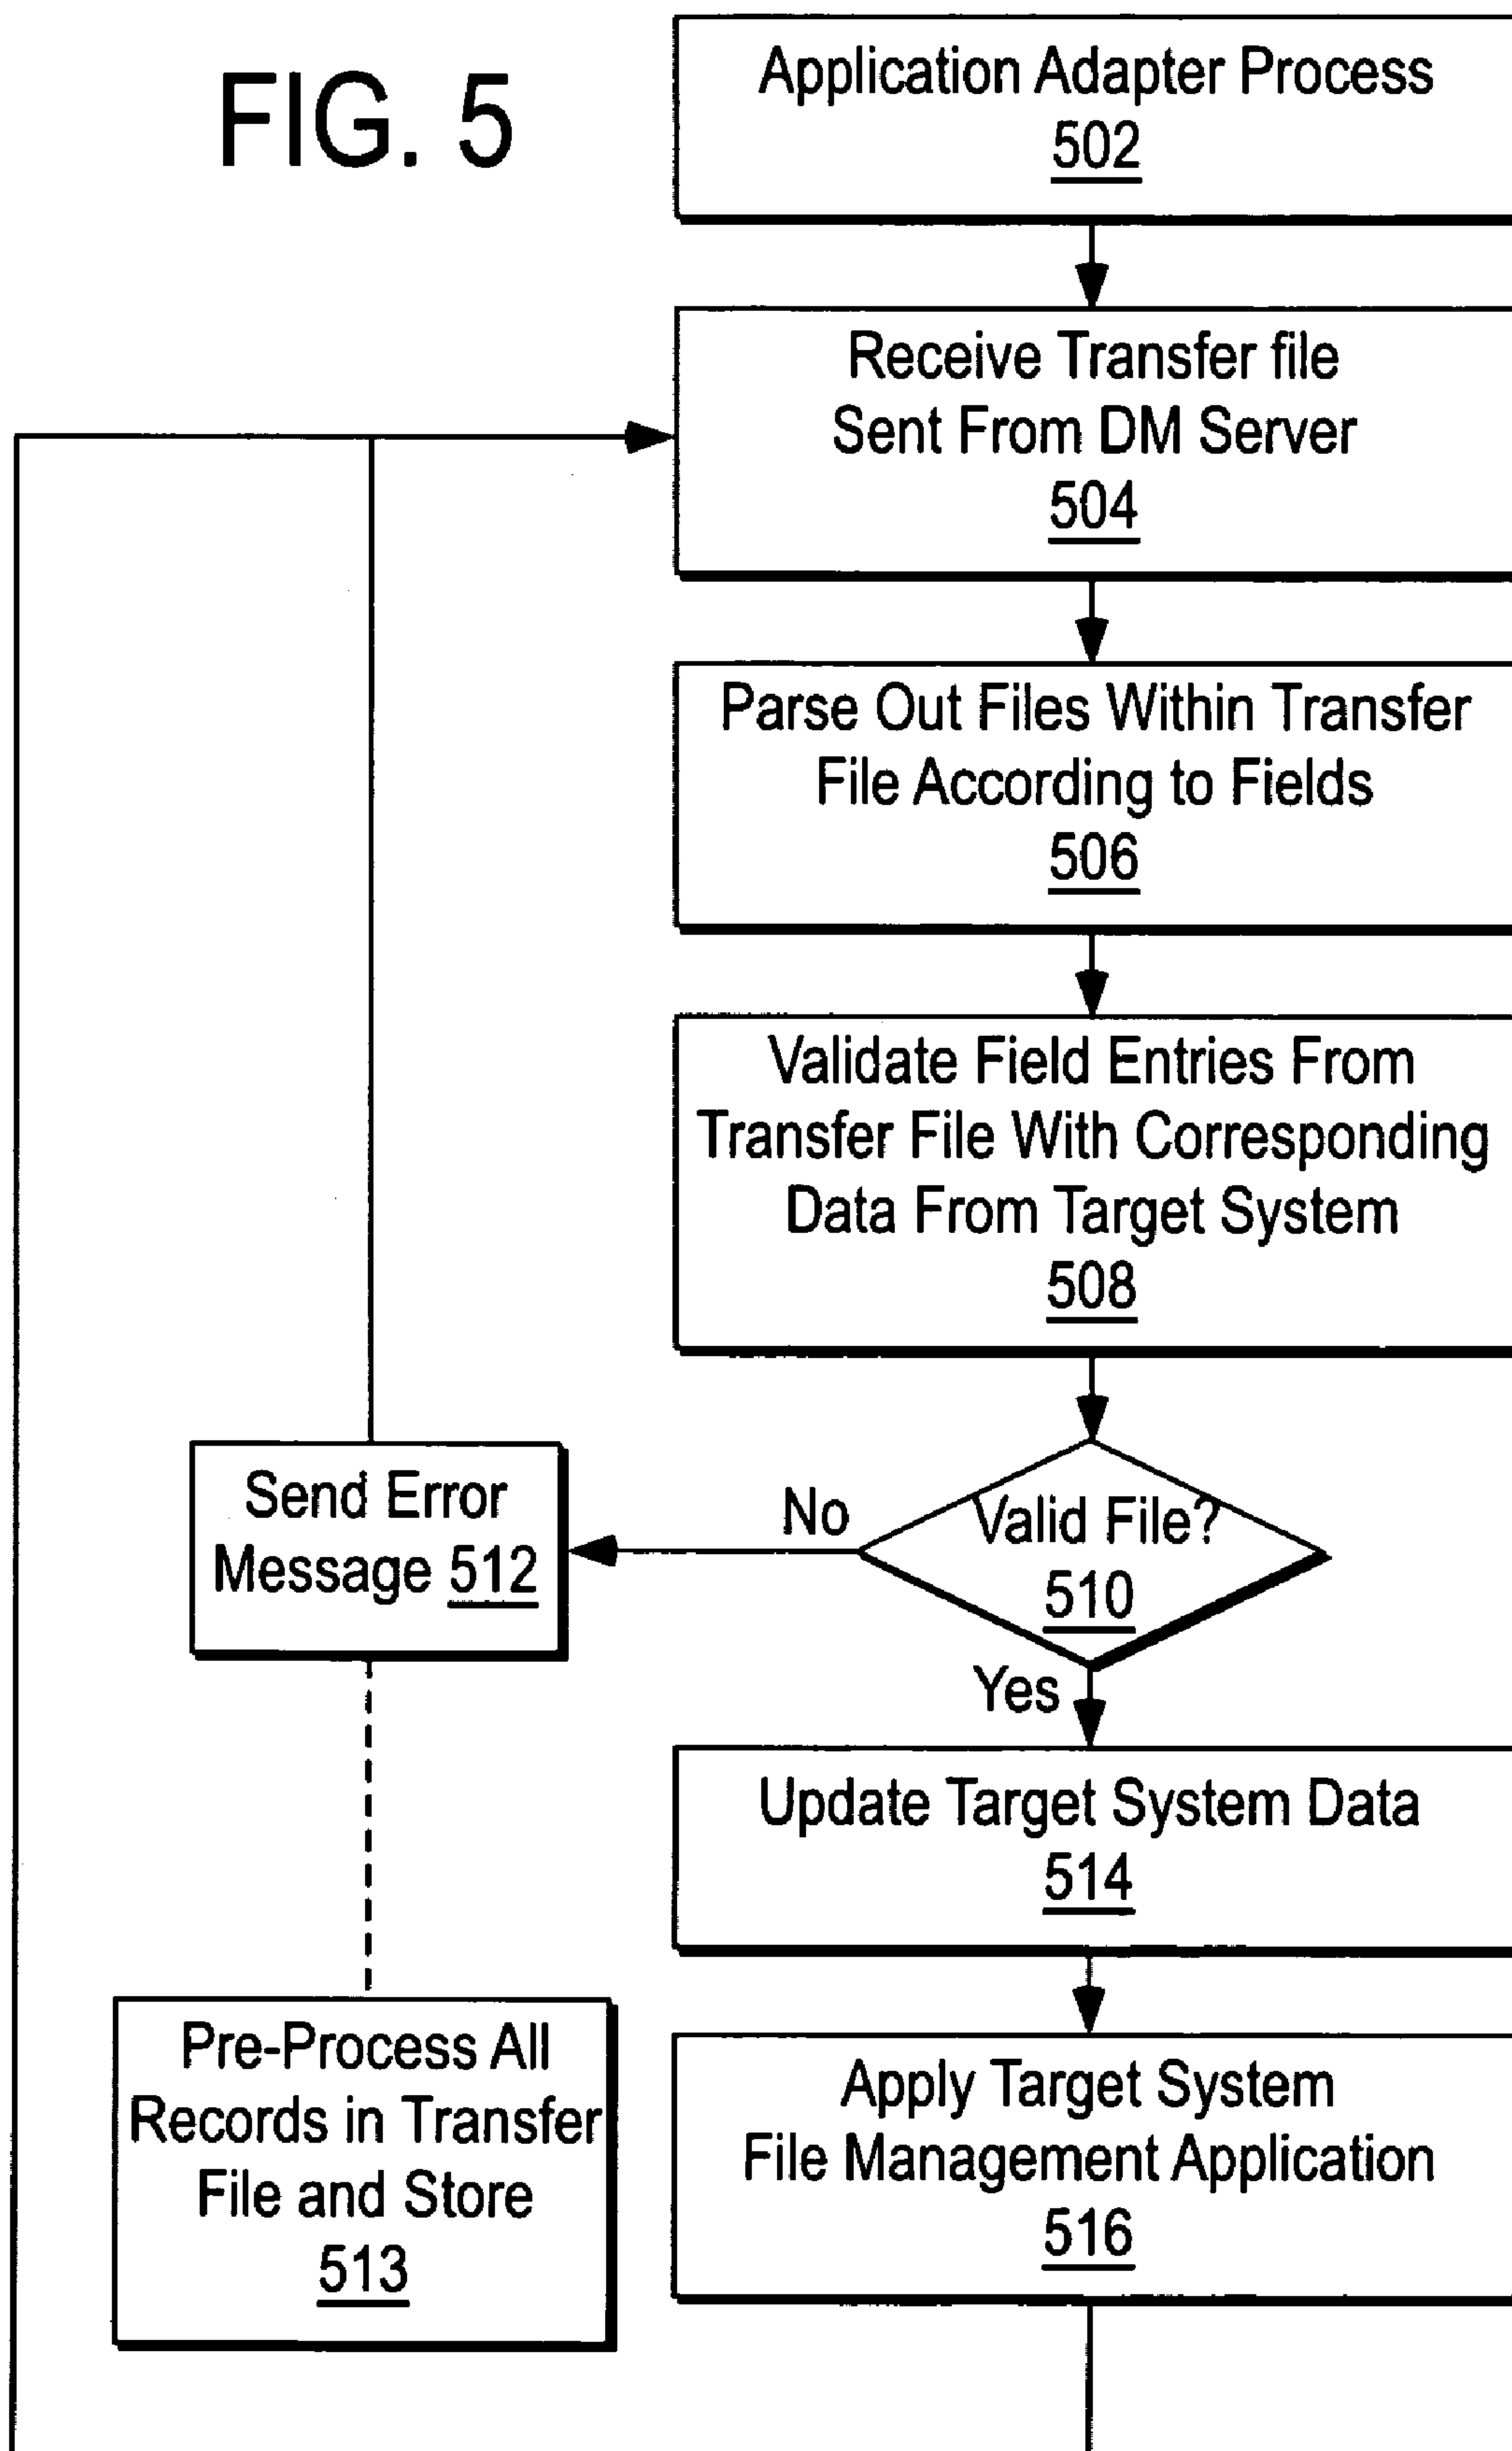 FIG. 5
Application Adapter Process
502
Receive Transfer file
Sent From DM Server
504
Parse Out Files Within Transfer
File According to Fields
506
Validate Field Entries From
Transfer File With Corresponding
Data From Target System
508
Valid File?
510
No
Send Error
Message 512
Yes
Update Target System Data
514
Pre-Process All
Records in Transfer
File and Store
513
Apply Target System
File Management Application
516